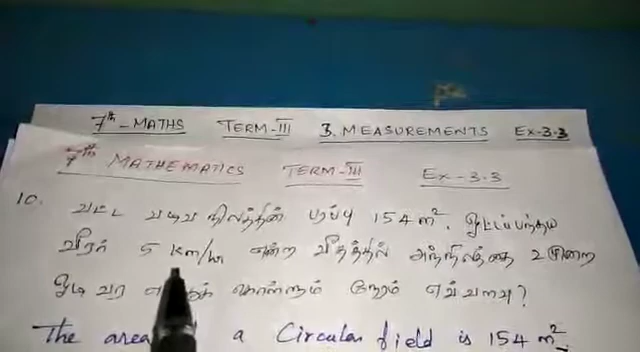 7th - MATHS TERM-III 3. MEASUREMENTS Ex-3.3
7th MATHEMATICS TERM-III Ex-3.3
10. வட்ட வடிவ நிலத்தின் பரப்பு 154 m². ஓட்டப்பந்தய
வீரர் 5 km/hr என்ற வீதத்தில் அந்நிலத்தை 2 முறை
ஓடி வர கொள்ளும் நேரம் எவ்வளவு?
The area a Circular field is 154 m².